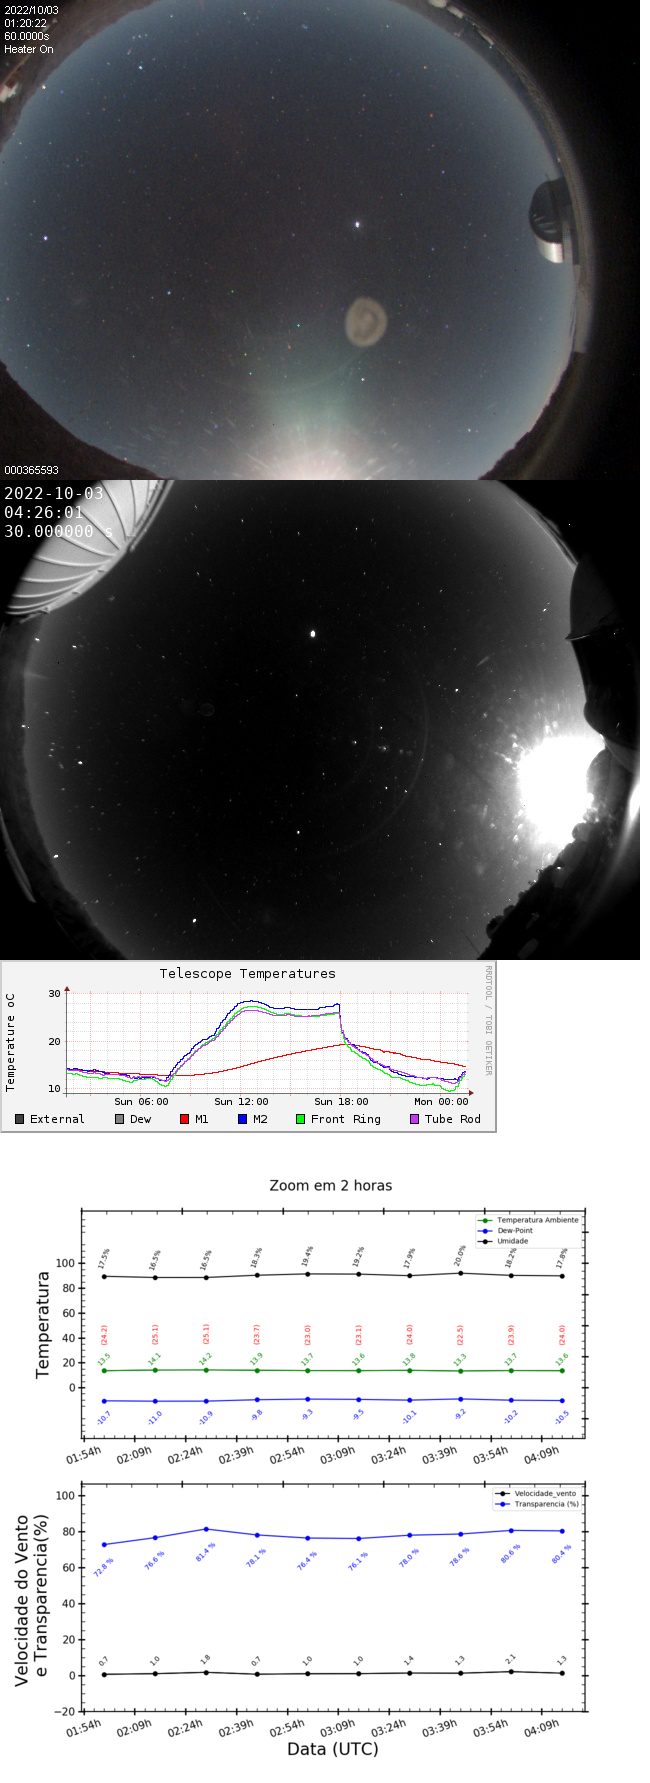 2022/10/03
01:20:22
60.0000s
Heater On
000365593
2022-10-03
04:26:01
30.000000 s
Telescope Temperatures
Temperature oC
30
20
10
Sun 06:00 Sun 12:00 Sun 18:00 Mon 00:00
External Dew M1 M2 Front Ring Tube Rod
RRDTOOL / TOBI OETIKER
Zoom em 2 horas
Temperatura Ambiente
Dew-Point
Umidade
Temperatura
100
80
60
40
20
0
17.5% 16.5% 16.5% 18.3% 19.4% 19.2% 17.9% 20.0% 18.2% 17.8%
(24.2) (25.1) (25.1) (23.7) (23.0) (23.1) (24.0) (22.5) (23.9) (24.0)
13.5 14.1 14.2 13.9 13.7 13.6 13.8 13.3 13.7 13.6
-10.7 -11.0 -10.9 -9.8 -9.3 -9.5 -10.1 -9.2 -10.2 -10.5
01:54h 02:09h 02:24h 02:39h 02:54h 03:09h 03:24h 03:39h 03:54h 04:09h
Velocidade_vento
Transparencia (%)
Velocidade do Vento
e Transparencia(%)
100
80
60
40
20
0
−20
72.8 % 76.6 % 81.4 % 78.1 % 76.4 % 76.1 % 78.0 % 78.6 % 80.6 % 80.4 %
0.7 1.0 1.8 0.7 1.0 1.0 1.4 1.3 2.1 1.3
01:54h 02:09h 02:24h 02:39h 02:54h 03:09h 03:24h 03:39h 03:54h 04:09h
Data (UTC)